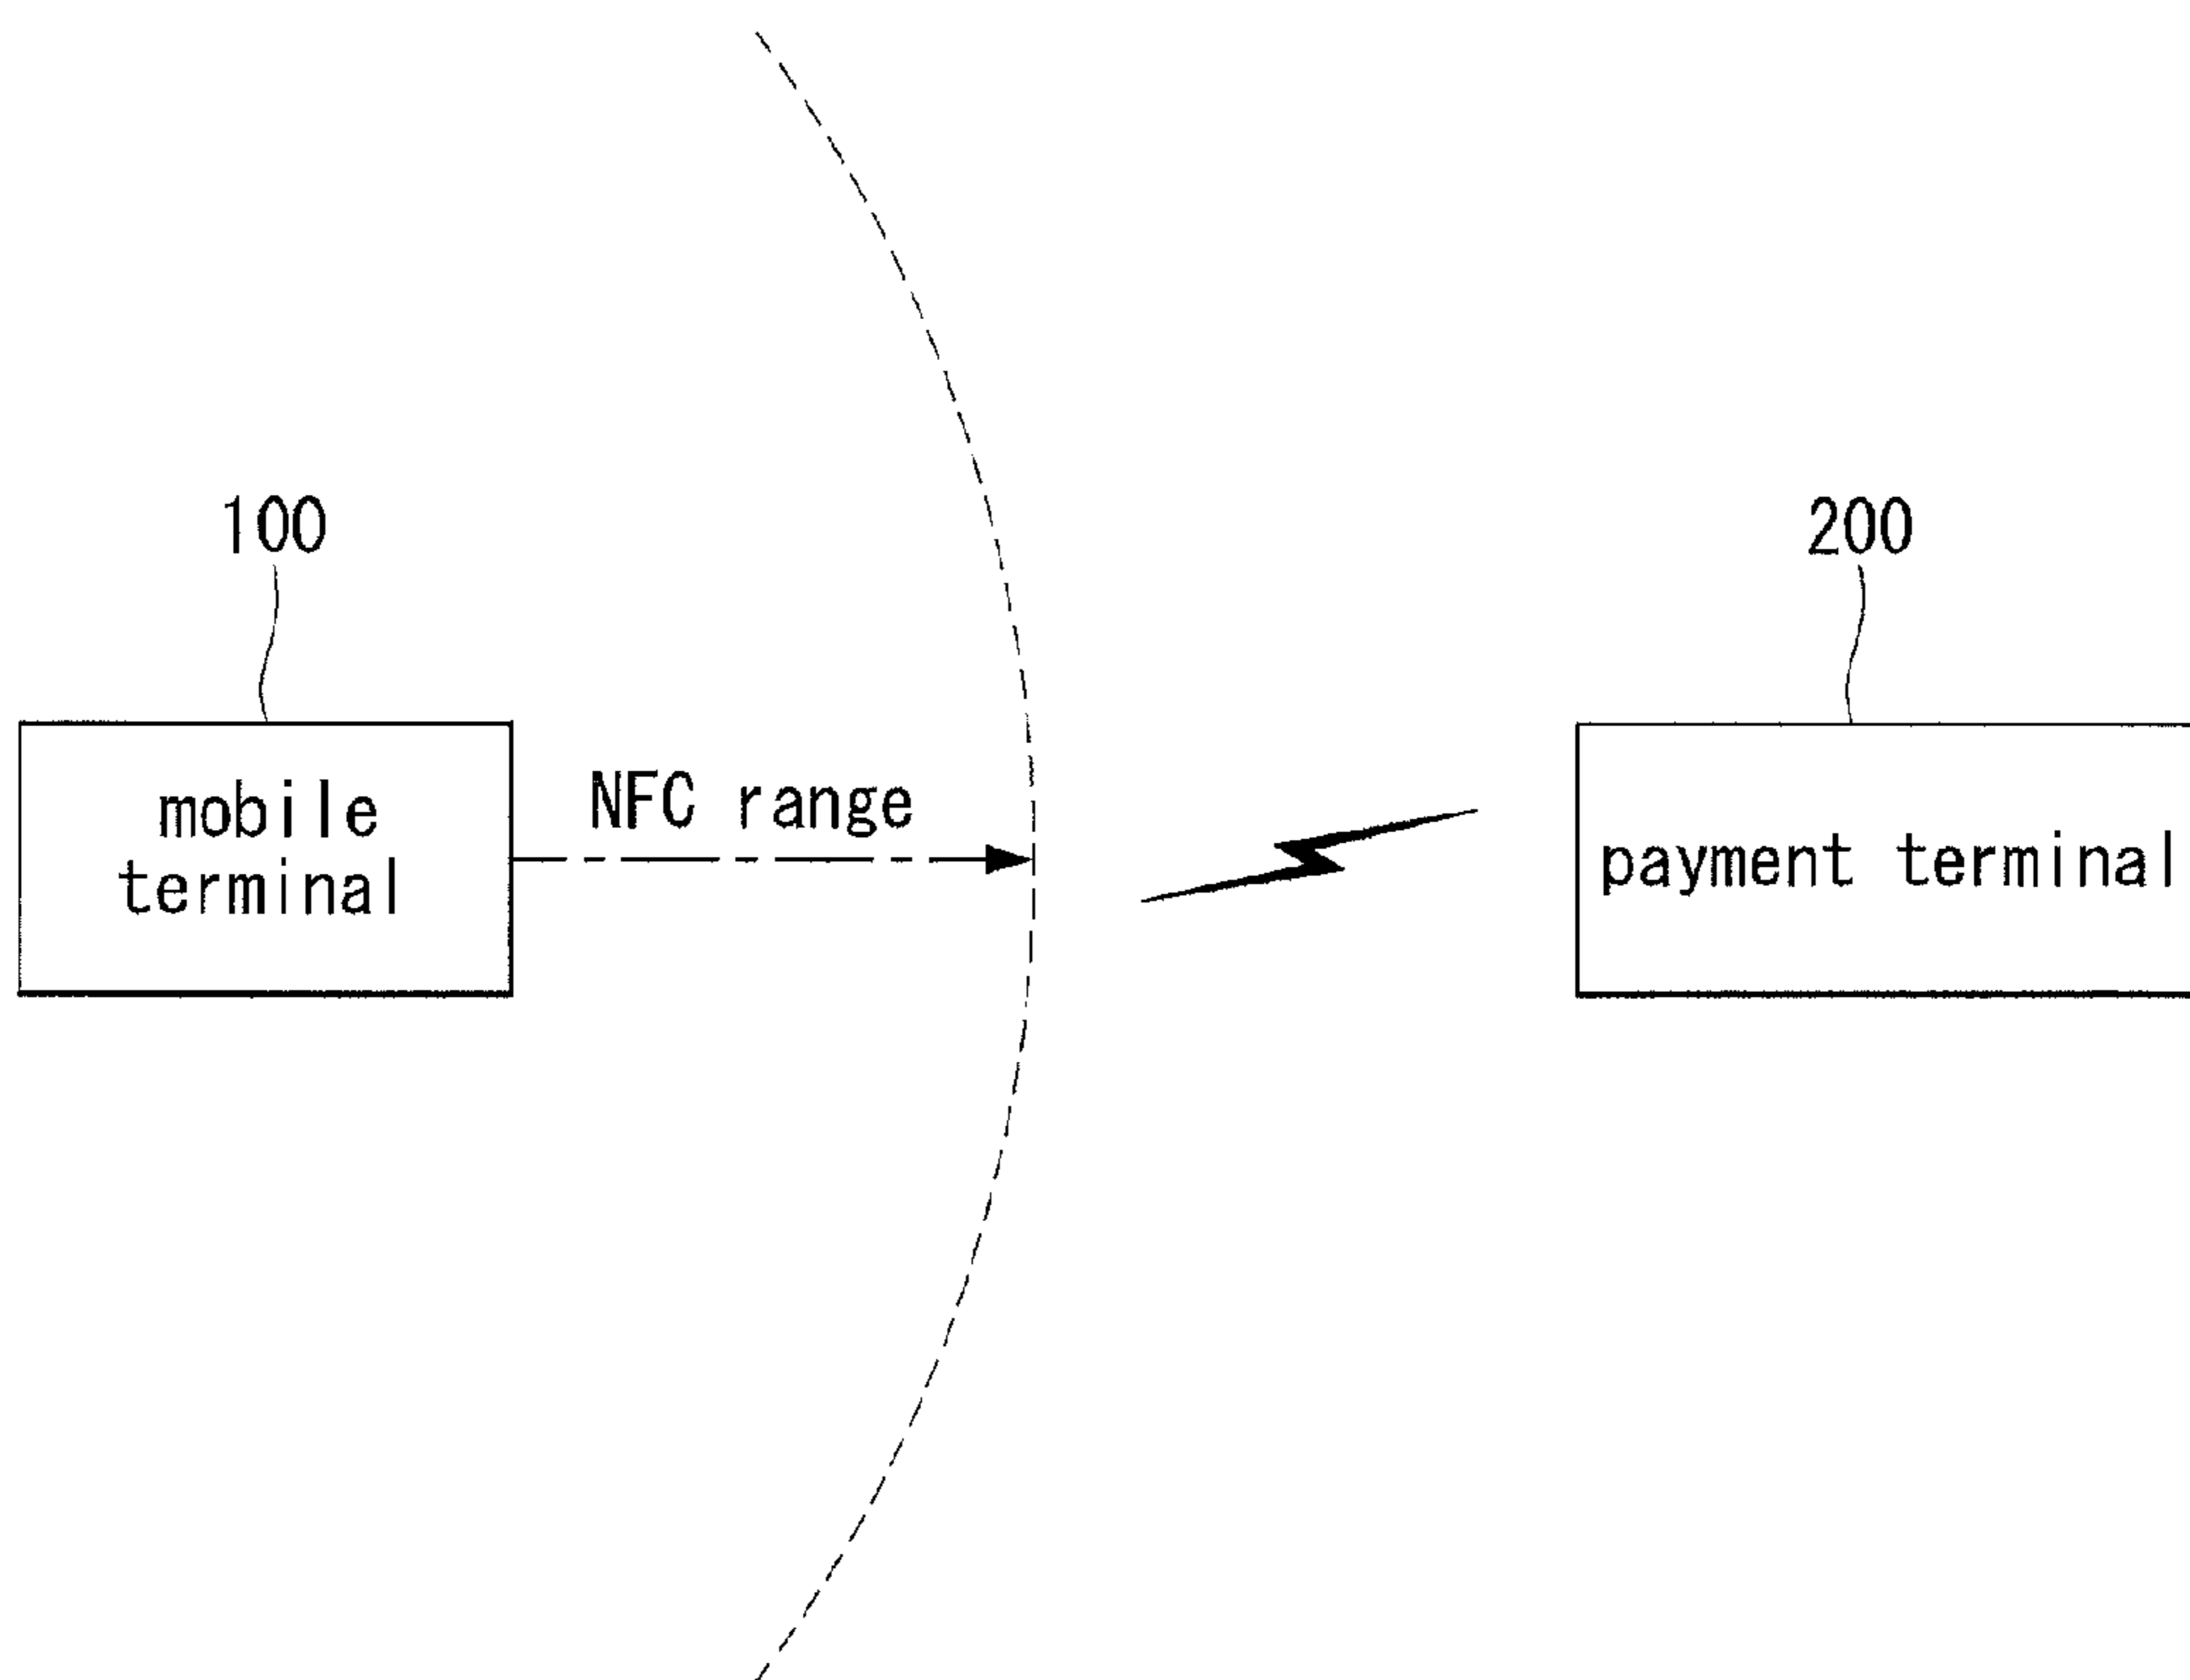 100
200
mobile
terminal
NFC range
payment terminal